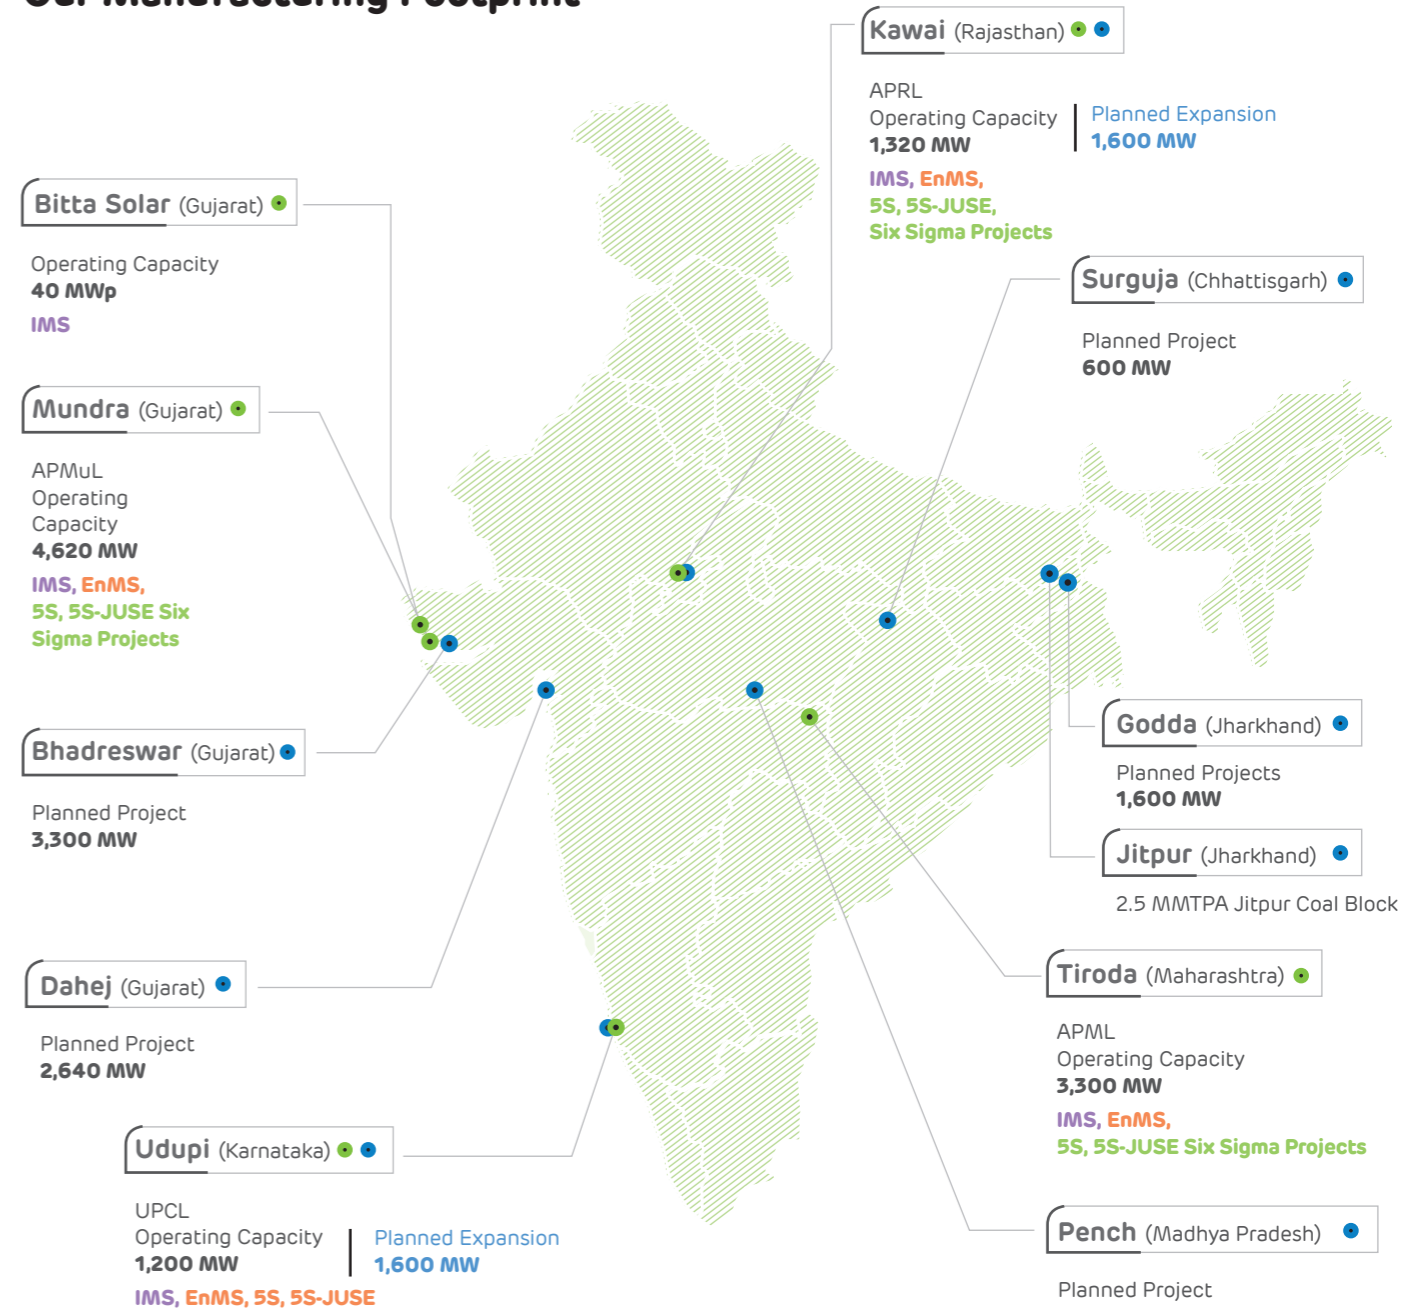 Our Manufacturing Footprint
Kawai (Rajasthan)
APRL
Operating Capacity
1,320 MW
Planned Expansion
1,600 MW
IMS, EnMS,
5S, 5S-JUSE,
Six Sigma Projects
Bitta Solar (Gujarat)
Operating Capacity
40 MWp
IMS
Surguja (Chhattisgarh)
Planned Project
600 MW
Mundra (Gujarat)
APMuL
Operating
Capacity
4,620 MW
IMS, EnMS,
5S, 5S-JUSE Six
Sigma Projects
Bhadreswar (Gujarat)
Planned Project
3,300 MW
Godda (Jharkhand)
Planned Projects
1,600 MW
Jitpur (Jharkhand)
2.5 MMTPA Jitpur Coal Block
Dahej (Gujarat)
Planned Project
2,640 MW
Tiroda (Maharashtra)
APML
Operating Capacity
3,300 MW
IMS, EnMS,
5S, 5S-JUSE Six Sigma Projects
Udupi (Karnataka)
UPCL
Operating Capacity
1,200 MW
Planned Expansion
1,600 MW
IMS, EnMS, 5S, 5S-JUSE
Pench (Madhya Pradesh)
Planned Project